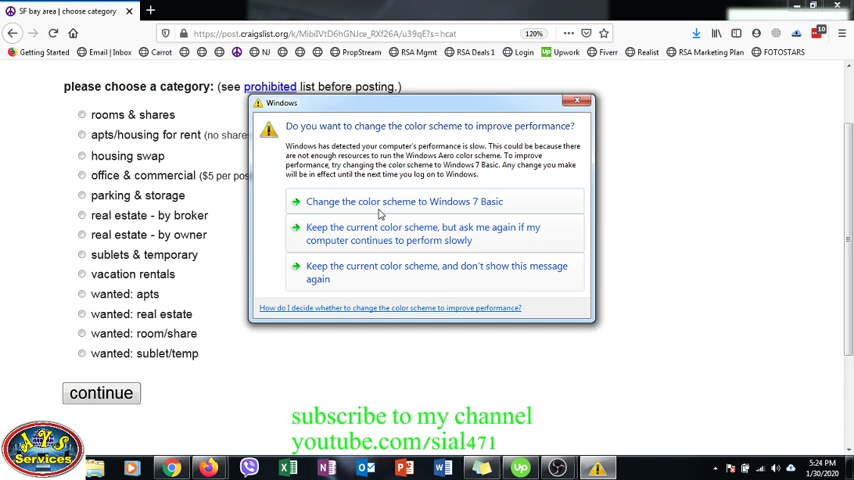 SF bay area | choose category
https://post.craigslist.org/k/MibilVtD6hGNJce_RXf26A/u39qE?s=hcat
120%
10
Getting Started
Email | Inbox
Carrot
NJ
PropStream
RSA Mgmt
RSA Deals 1
Login
Up Upwork
Fiverr
Realist
RSA Marketing Plan
FOTOSTARS
please choose a category: (see prohibited list before posting.)
rooms & shares
apts/housing for rent (no share
housing swap
office & commercial ($5 per pos
parking & storage
real estate - by broker
real estate - by owner
sublets & temporary
vacation rentals
wanted: apts
wanted: real estate
wanted: room/share
wanted: sublet/temp
continue
Windows
Do you want to change the color scheme to improve performance?
Windows has detected your computer's performance is slow. This could be because
there are not enough resources to run the Windows Aero color scheme. To improve
performance, try changing the color scheme to Windows 7 Basic. Any change you make
will be in effect until the next time you log on to Windows.
Change the color scheme to Windows 7 Basic
Keep the current color scheme, but ask me again if my
computer continues to perform slowly
Keep the current color scheme, and don't show this message
again
How do I decide whether to change the color scheme to improve performance?
subscribe to my channel
youtube.com/sial471
AYS
Services
5:24 PM
1/30/2020